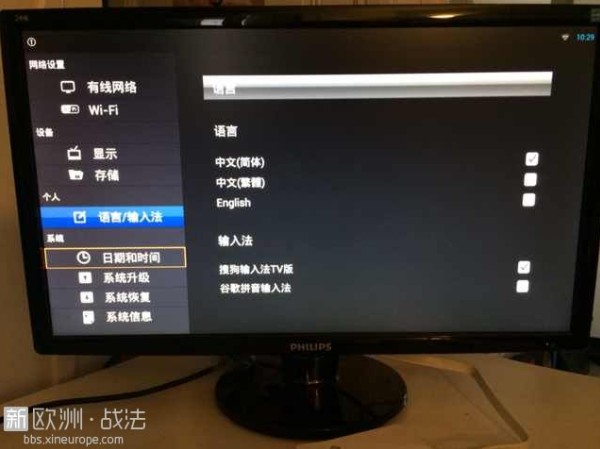 10:29
网络设置
有线网络
Wi-Fi
设备
显示
存储
个人
语言/输入法
系统
日期和时间
系统升级
系统恢复
系统信息
语言
语言
中文(简体)
中文(繁體)
English
输入法
搜狗输入法TV版
谷歌拼音输入法
PHILIPS
新欧洲·战法
bbs.xineurope.com